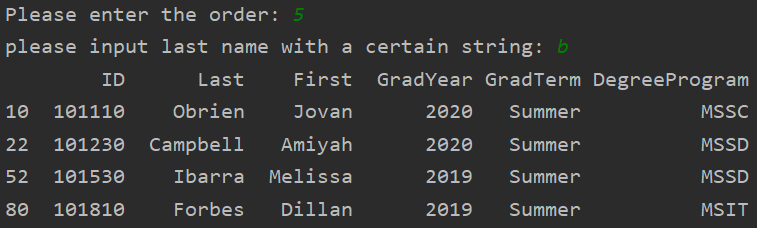 Please enter the order: 5
please input last name with a certain string: b
ID Last First GradYear GradTerm DegreeProgram
10 101110 Obrien Jovan 2020 Summer MSSC
22 101230 Campbell Amiyah 2020 Summer MSSD
52 101530 Ibarra Melissa 2019 Summer MSSD
80 101810 Forbes Dillan 2019 Summer MSIT